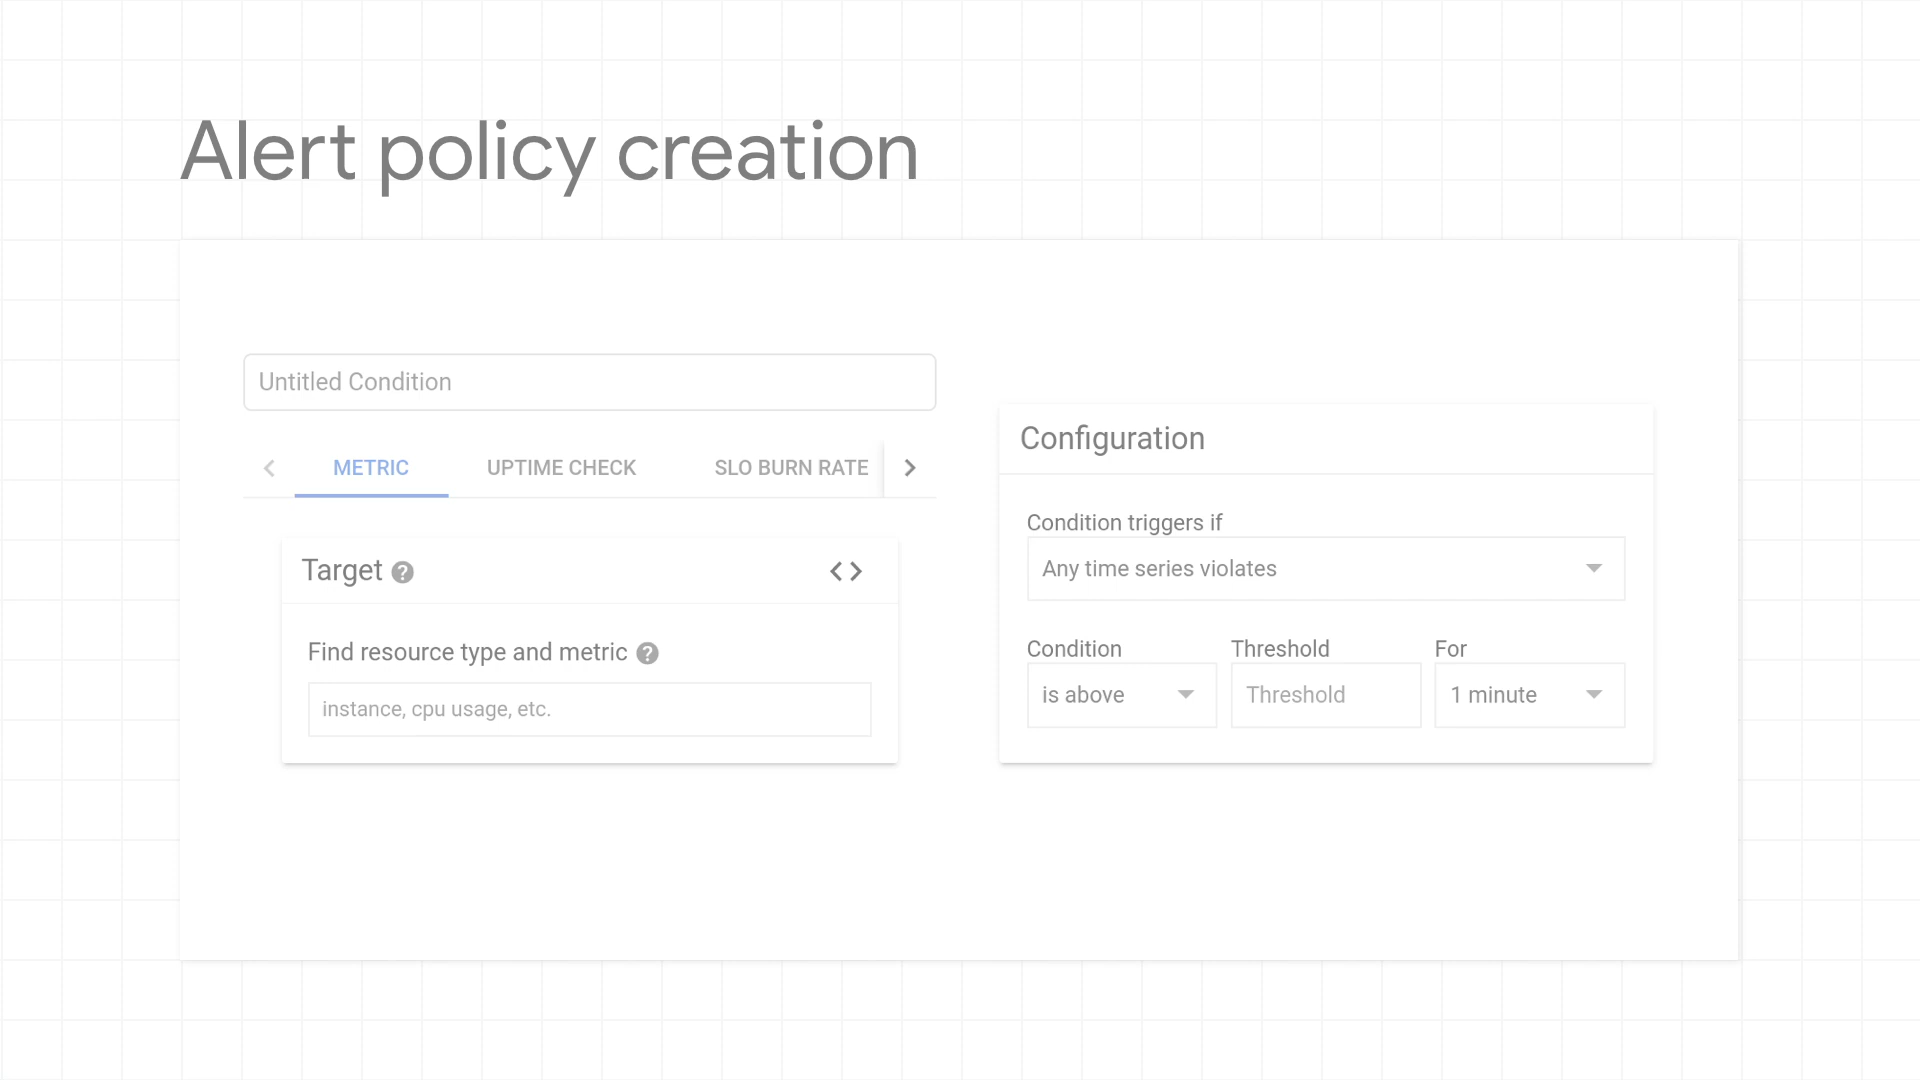 Alert policy creation
Untitled Condition
METRIC UPTIME CHECK SLO BURN RATE
Target
Find resource type and metric
instance, cpu usage, etc.
Configuration
Condition triggers if
Any time series violates
Condition Threshold For
is above Threshold 1 minute